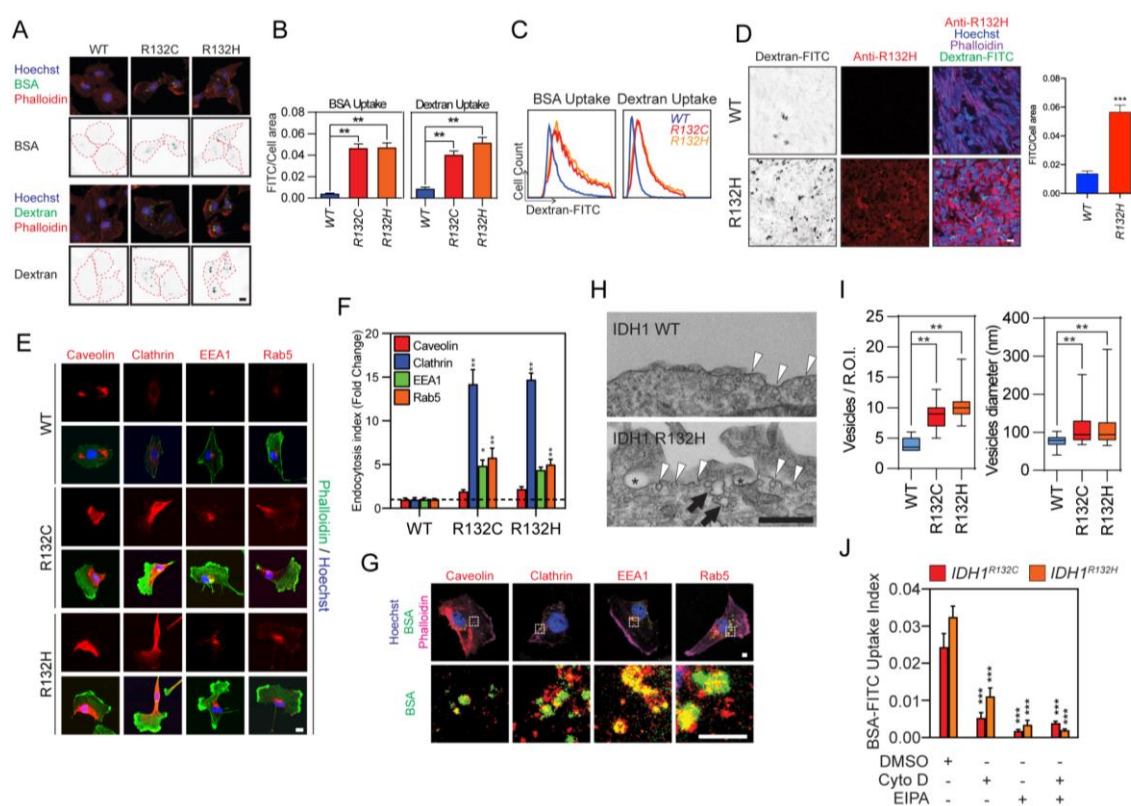 A
WT R132C R132H
Hoechst
BSA
Phalloidin
BSA
Hoechst
Dextran
Phalloidin
Dextran
B
BSA Uptake Dextran Uptake
FITC/Cell area
0.08
0.06
0.04
0.02
0.00
** ** ** **
WT R132C R132H WT R132C R132H
C
BSA Uptake Dextran Uptake
WT
R132C
R132H
Cell Count
Dextran-FITC
D
Anti-R132H
Hoechst
Phalloidin
Dextran-FITC Anti-R132H Dextran-FITC
WT
R132H
FITC/Cell area
0.08
0.06
0.04
0.02
0.00
***
WT R132H
E
Caveolin Clathrin EEA1 Rab5
WT
R132C
R132H
Phalloidin / Hoechst
F
Endocytosis index (Fold Change)
20
15
10
5
0
Caveolin
Clathrin
EEA1
Rab5
WT R132C R132H
G
Caveolin Clathrin EEA1 Rab5
Hoechst
BSA
Phalloidin
BSA
H
IDH1 WT
IDH1 R132H
* *
I
Vesicles / R.O.I.
25
20
15
10
5
0
** **
WT R132C R132H
Vesicles diameter (nm)
400
300
200
100
0
** **
WT R132C R132H
J
IDH1R132C IDH1R132H
BSA-FITC Uptake Index
0.04
0.03
0.02
0.01
0.00
*** *** *** *** *** ***
DMSO + - - -
Cyto D - + - +
EIPA - - + +